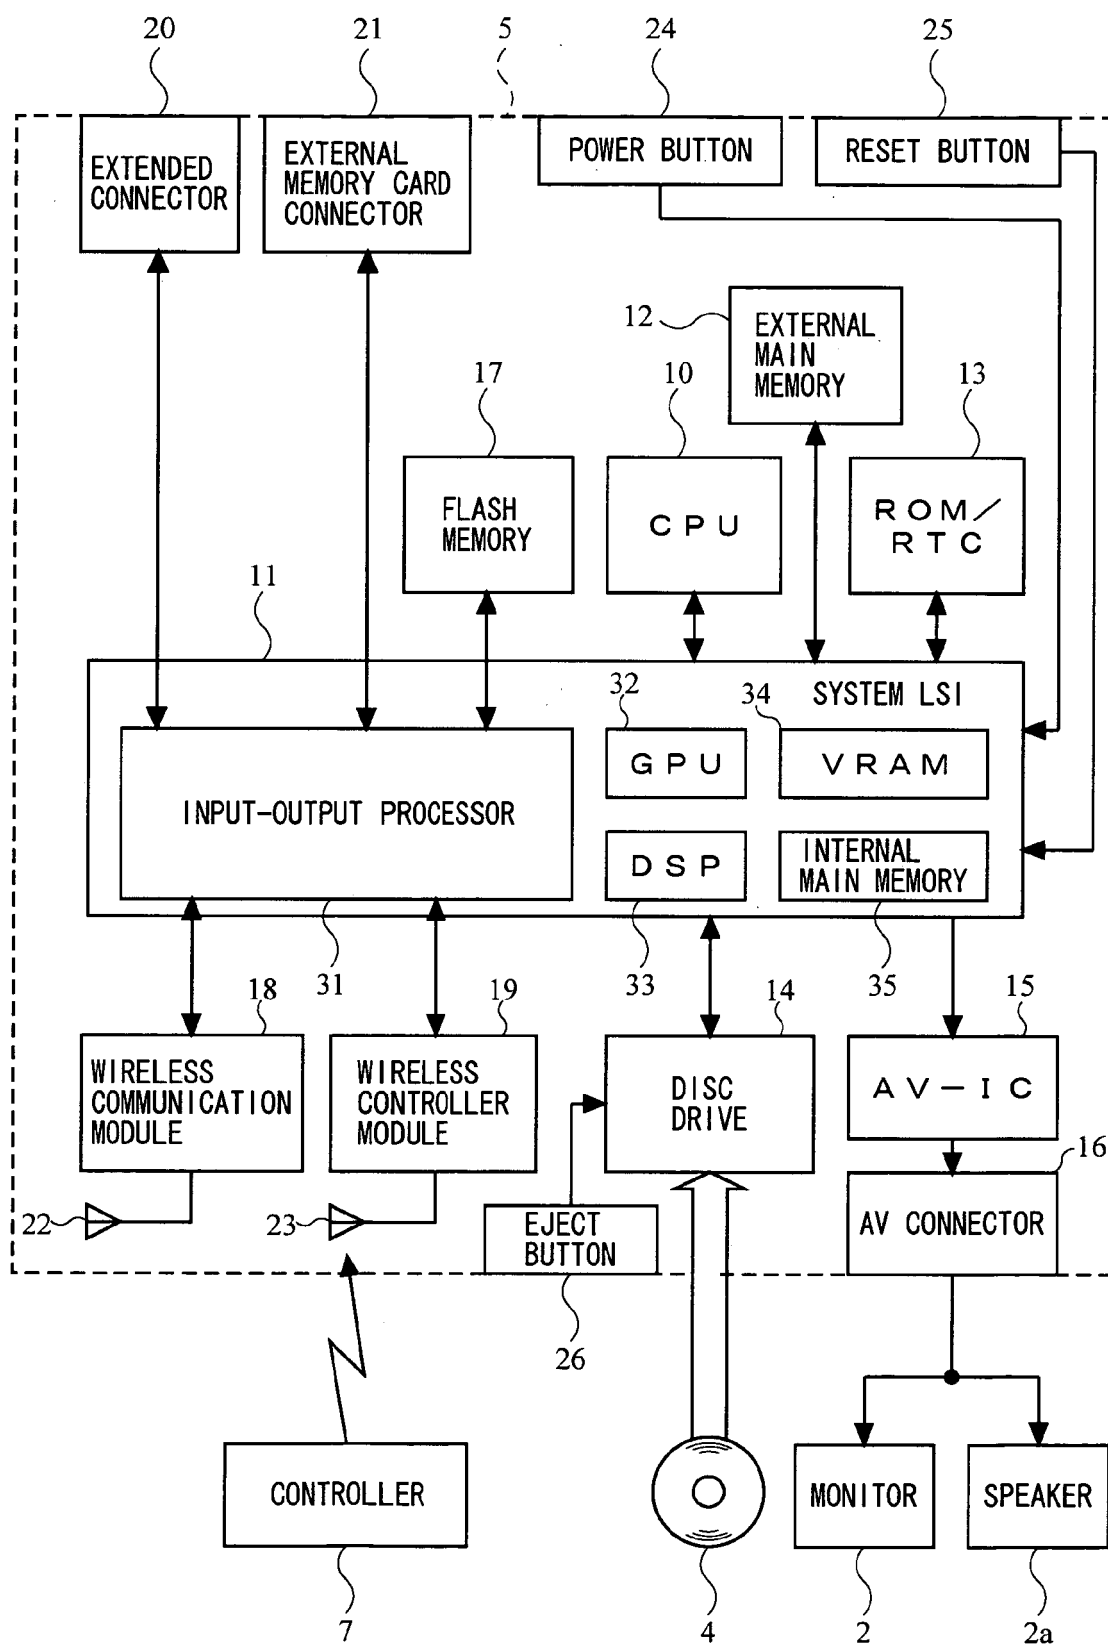 20
21
5
24
25
EXTENDED
CONNECTOR
EXTERNAL
MEMORY CARD
CONNECTOR
POWER BUTTON
RESET BUTTON
12
EXTERNAL
MAIN
MEMORY
17
10
13
FLASH
MEMORY
CPU
ROM/
RTC
11
SYSTEM LSI
32
34
GPU
VRAM
INPUT-OUTPUT PROCESSOR
DSP
INTERNAL
MAIN MEMORY
31
33
35
18
19
14
15
WIRELESS
COMMUNICATION
MODULE
WIRELESS
CONTROLLER
MODULE
DISC
DRIVE
AV-IC
16
22
23
EJECT
BUTTON
AV CONNECTOR
26
CONTROLLER
MONITOR
SPEAKER
7
4
2
2a